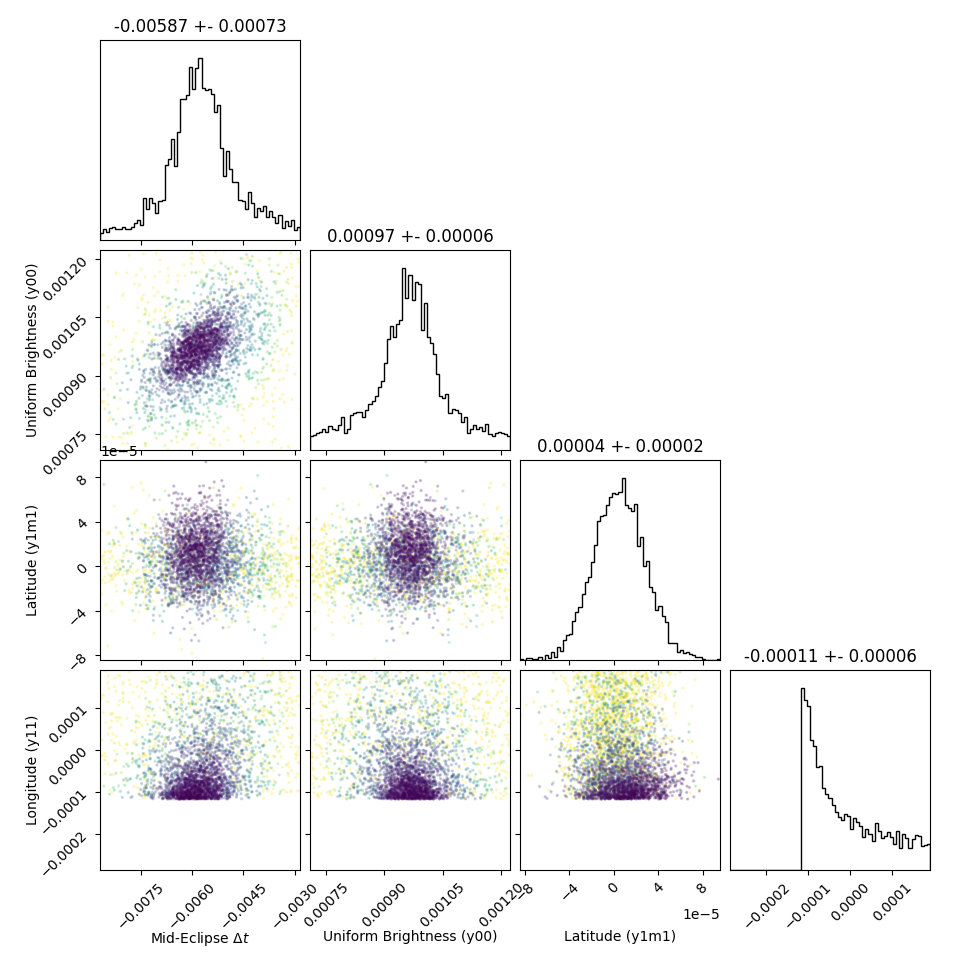 -0.00587 +- 0.00073
0.00097 +- 0.00006
Uniform Brightness (y00)
0.00120
0.00105
0.00090
0.00075
0.00004 +- 0.00002
1e−5
Latitude (y1m1)
8
4
0
−4
−8
-0.00011 +- 0.00006
Longitude (y11)
0.0001
0.0000
−0.0001
−0.0002
−0.0075
−0.0060
−0.0045
−0.0030
0.00075
0.00090
0.00105
0.00120
−8
−4
0
4
8
1e−5
−0.0002
−0.0001
0.0000
0.0001
Mid-Eclipse Δt
Uniform Brightness (y00)
Latitude (y1m1)